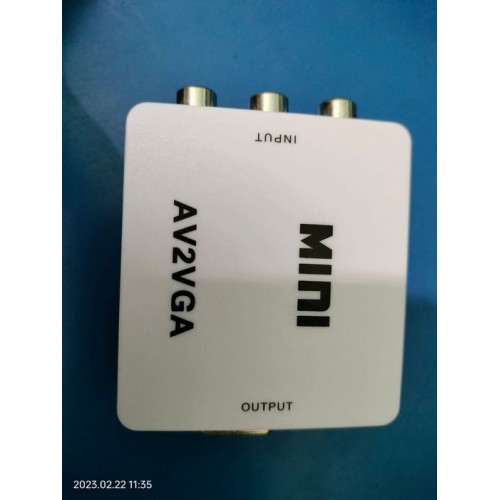 INPUT
MINI
AV2VGA
OUTPUT
2023.02.22 11:35